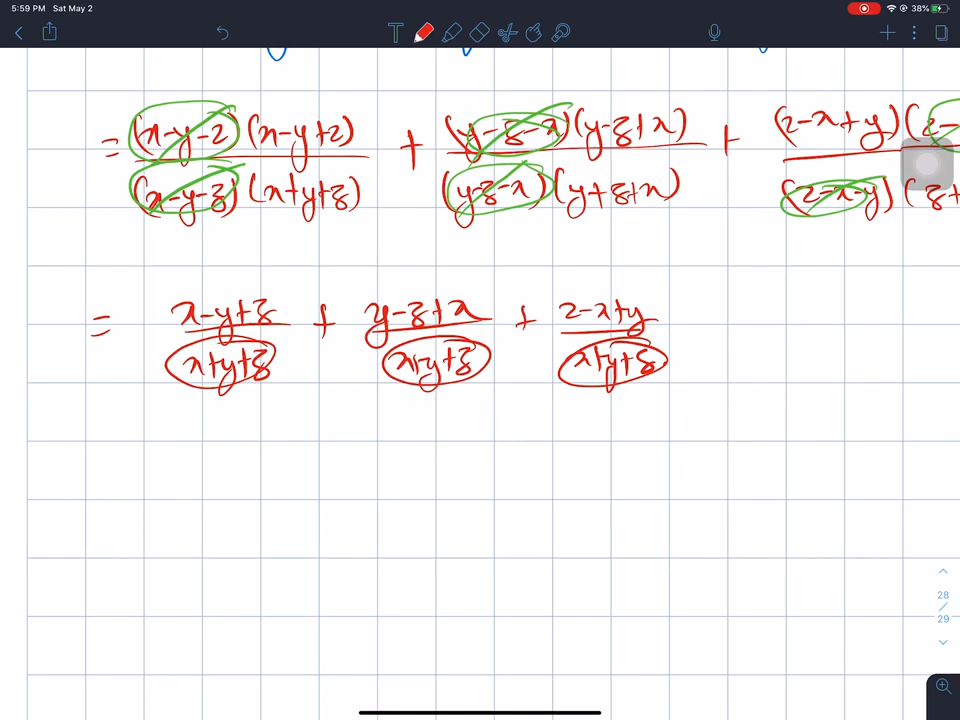 5:59 PM Sat May 2 38%
= (x-y-z)(x-y+z) / (x-y-z)(x+y+z) + (y-z-x)(y-z+x) / (y-z-x)(y+z+x) + (z-x+y)(z- / (z-x-y)(z+
= x-y+z / x+y+z + y-z+x / x+y+z + z-x+y / x+y+z
28
/
29